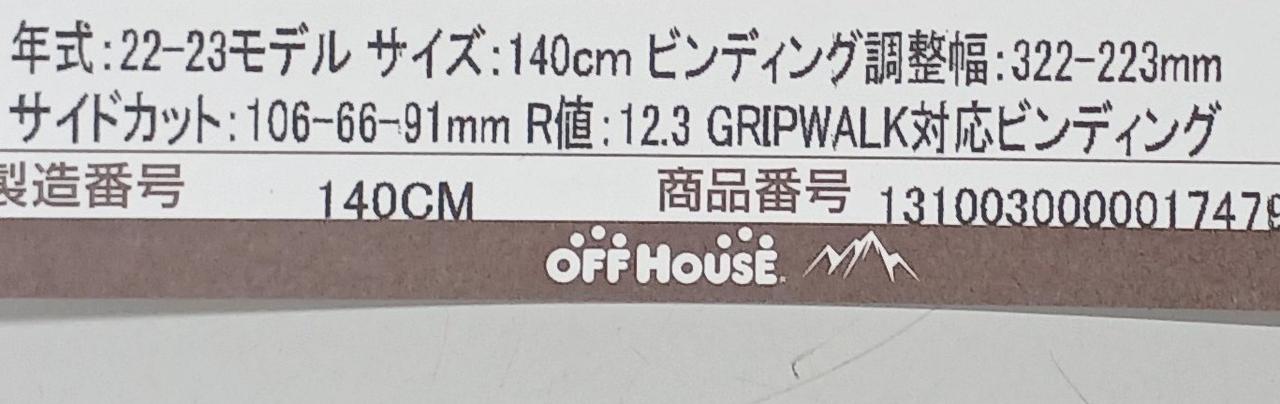 年式:22-23モデル サイズ:140cm ビンディング調整幅:322-223mm
サイドカット:106-66-91mm R値:12.3 GRIPWALK対応ビンディング
製造番号 140CM 商品番号 1310030000017479
OFF HOUSE